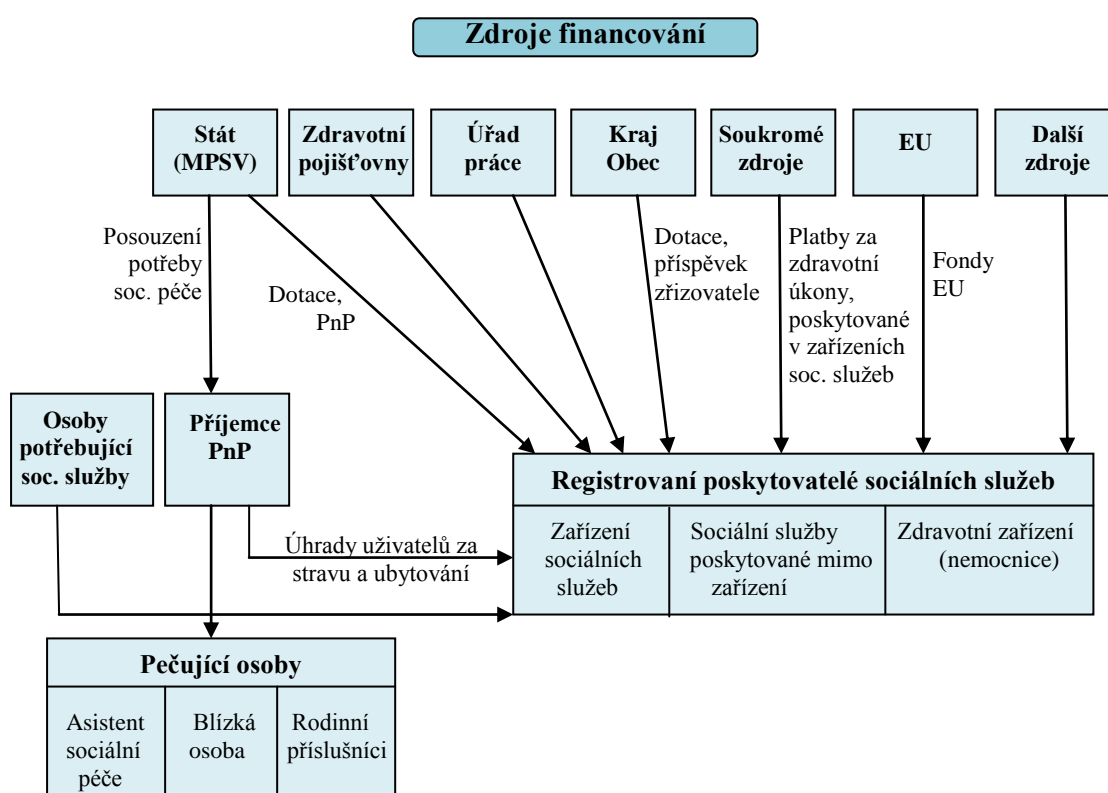 Zdroje financování
Stát
(MPSV)
Zdravotní
pojišťovny
Úřad
práce
Kraj
Obec
Soukromé
zdroje
EU
Další
zdroje
Posouzení
potřeby
soc. péče
Dotace,
PnP
Dotace,
příspěvek
zřizovatele
Platby za
zdravotní
úkony,
poskytované
v zařízeních
soc. služeb
Fondy
EU
Osoby
potřebující
soc. služby
Příjemce
PnP
Registrovaní poskytovatelé sociálních služeb
Zařízení
sociálních
služeb
Sociální služby
poskytované mimo
zařízení
Zdravotní zařízení
(nemocnice)
Úhrady uživatelů za
stravu a ubytování
Pečující osoby
Asistent
sociální
péče
Blízká
osoba
Rodinní
příslušníci